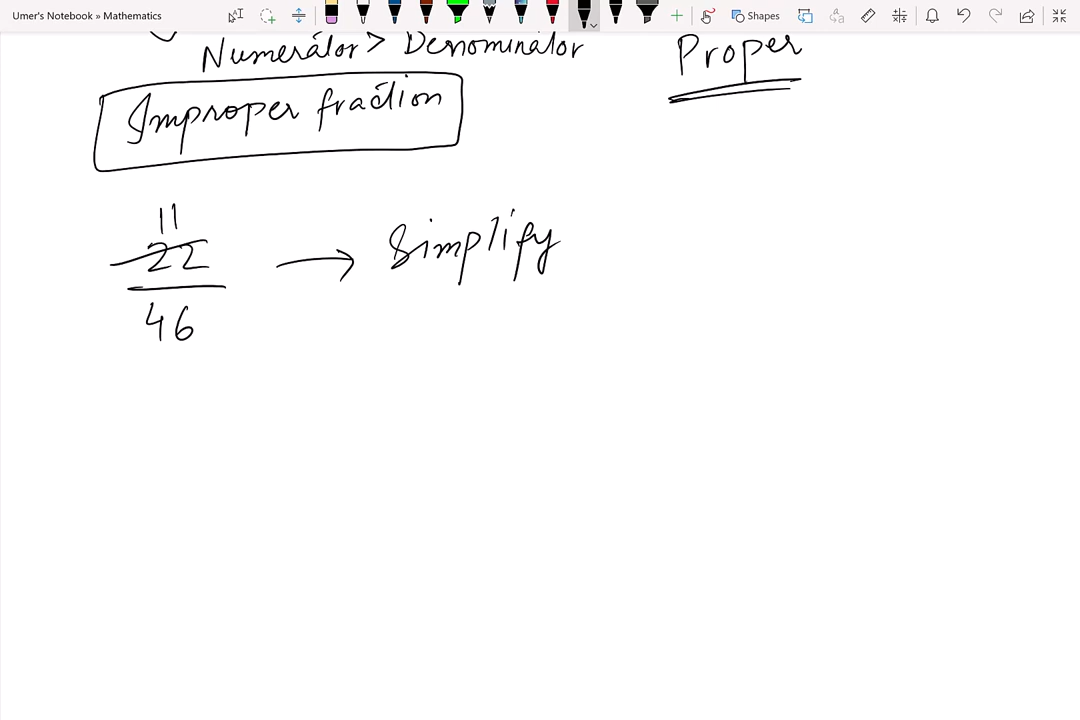 Umer's Notebook » Mathematics
Shapes
Numerator > Denominator
Proper
Improper fraction
11
22 → Simplify
46